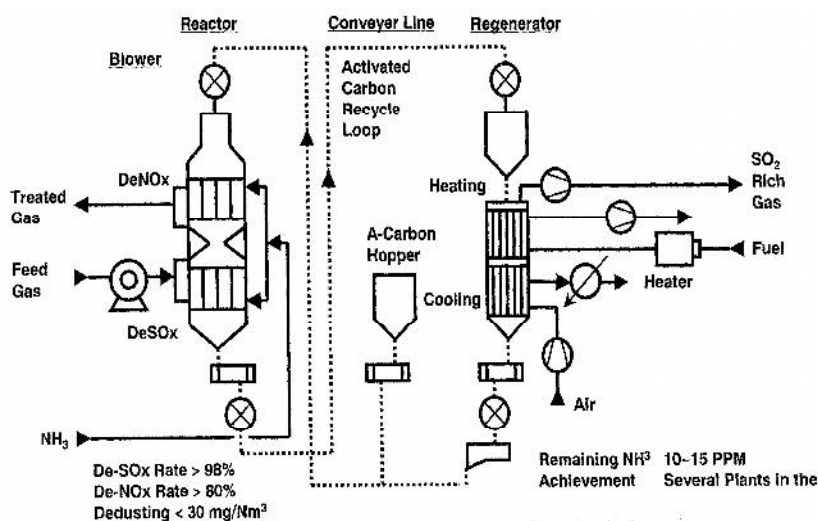 Reactor
Conveyer Line
Regenerator
Blower
Activated
Carbon
Recycle
Loop
DeNOx
Treated
Gas
Feed
Gas
DeSOx
NH3
A-Carbon
Hopper
Heating
Cooling
SO2
Rich
Gas
Fuel
Heater
Air
De-SOx Rate > 98%
De-NOx Rate > 80%
Dedusting < 30 mg/Nm3
Remaining NH3 10~15 PPM
Achievement Several Plants in the